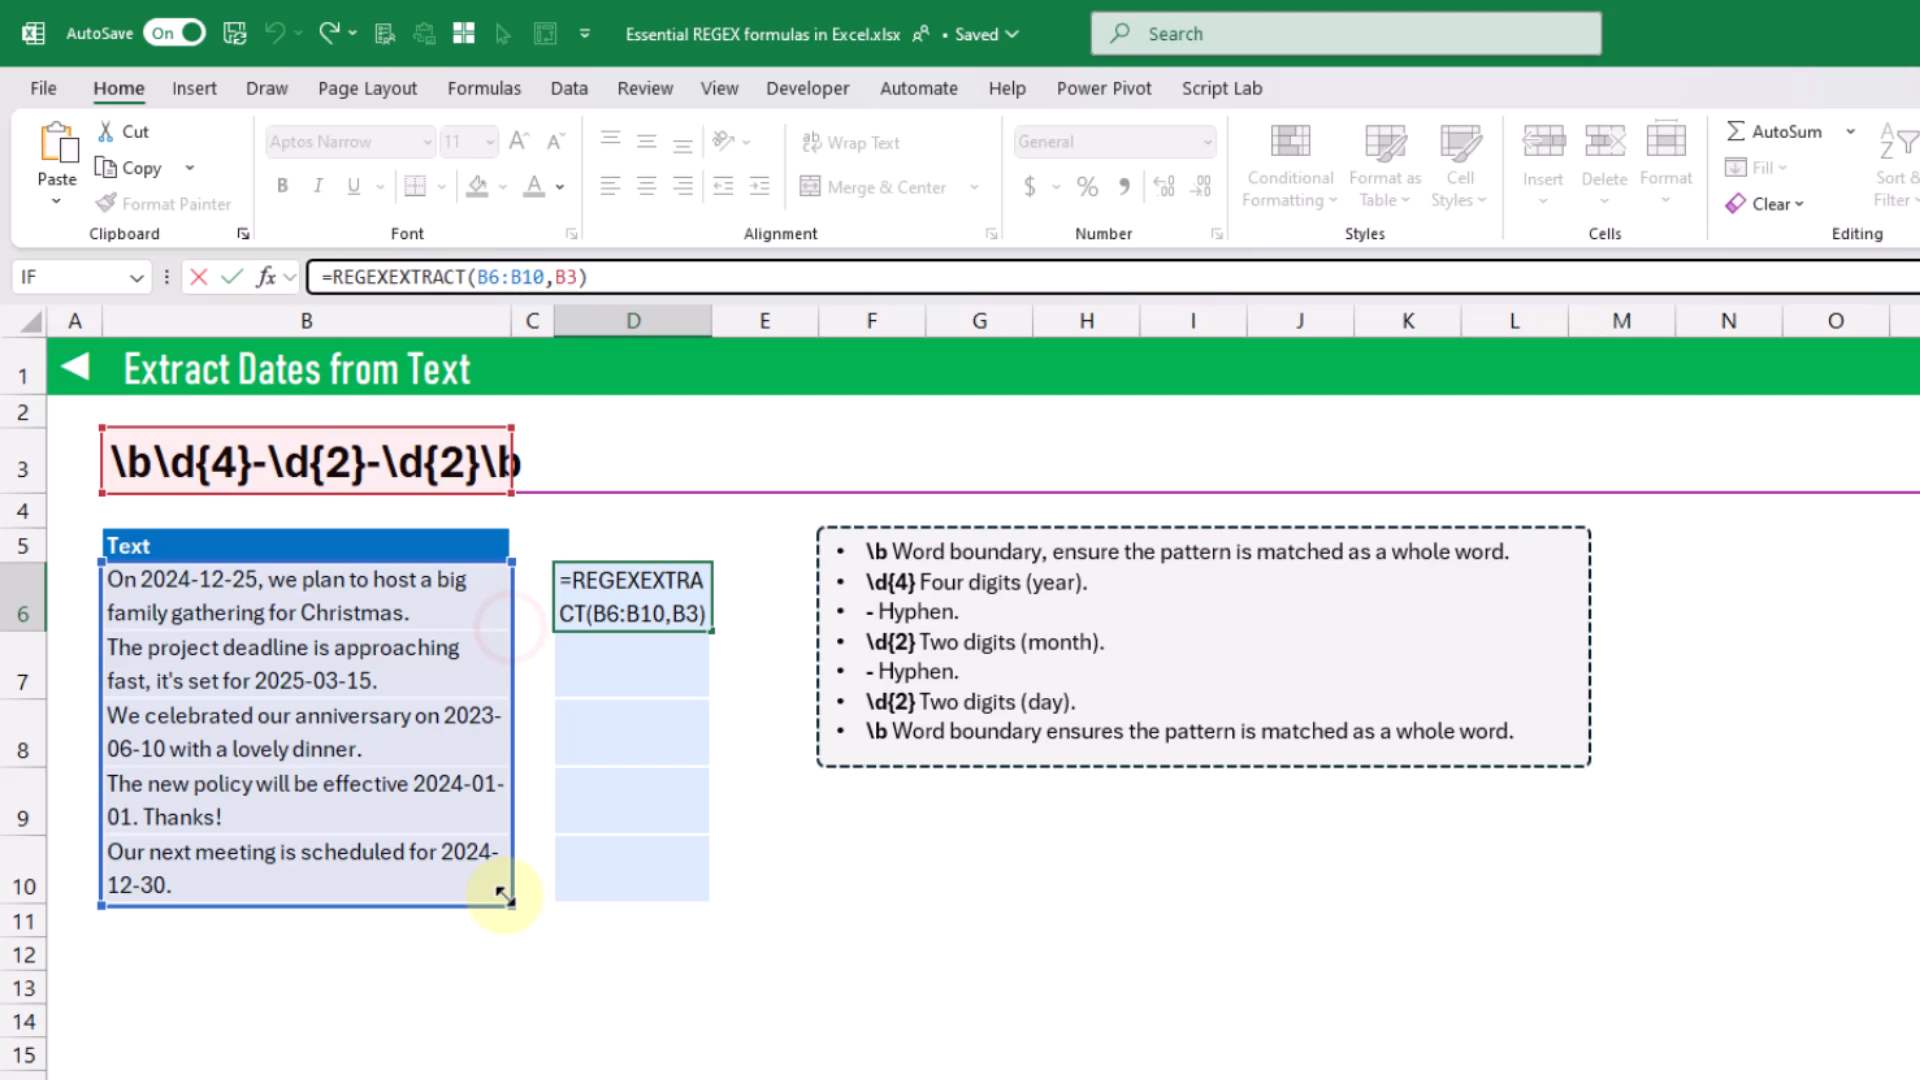 AutoSave On Essential REGEX formulas in Excel.xlsx • Saved Search
File Home Insert Draw Page Layout Formulas Data Review View Developer Automate Help Power Pivot Script Lab
Paste
Cut
Copy
Format Painter
Clipboard
Aptos Narrow 11
B I U
Font
Wrap Text
Merge & Center
Alignment
General
$ % ,
Number
Conditional Formatting
Format as Table
Cell Styles
Styles
Insert Delete Format
Cells
AutoSum
Fill
Clear
Sort &
Filter
Editing
IF fx =REGEXEXTRACT(B6:B10,B3)
A B C D E F G H I J K L M N O
1 Extract Dates from Text
2
3 \b\d{4}-\d{2}-\d{2}\b
4
5 Text
6 On 2024-12-25, we plan to host a big
family gathering for Christmas.
=REGEXEXTRA
CT(B6:B10,B3)
7 The project deadline is approaching
fast, it's set for 2025-03-15.
8 We celebrated our anniversary on 2023-
06-10 with a lovely dinner.
9 The new policy will be effective 2024-01-
01. Thanks!
10 Our next meeting is scheduled for 2024-
12-30.
11
12
13
14
15
• \b Word boundary, ensure the pattern is matched as a whole word.
• \d{4} Four digits (year).
• - Hyphen.
• \d{2} Two digits (month).
• - Hyphen.
• \d{2} Two digits (day).
• \b Word boundary ensures the pattern is matched as a whole word.